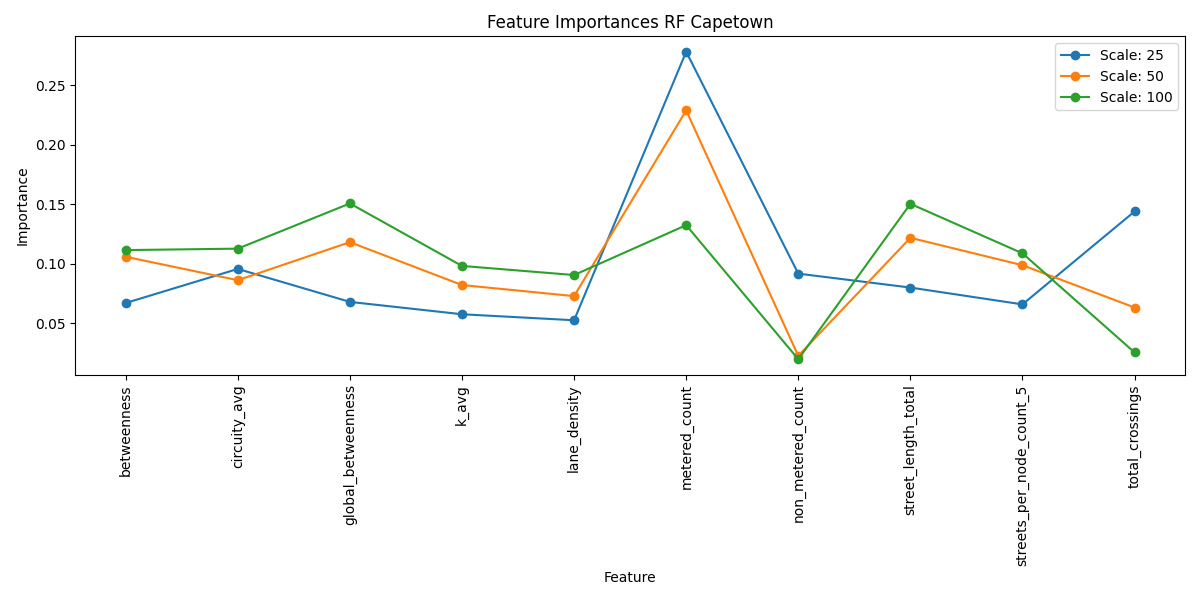 Feature Importances RF Capetown
Scale: 25
Scale: 50
Scale: 100
Importance
0.25
0.20
0.15
0.10
0.05
betweenness
circuity_avg
global_betweenness
k_avg
lane_density
metered_count
non_metered_count
street_length_total
streets_per_node_count_5
total_crossings
Feature